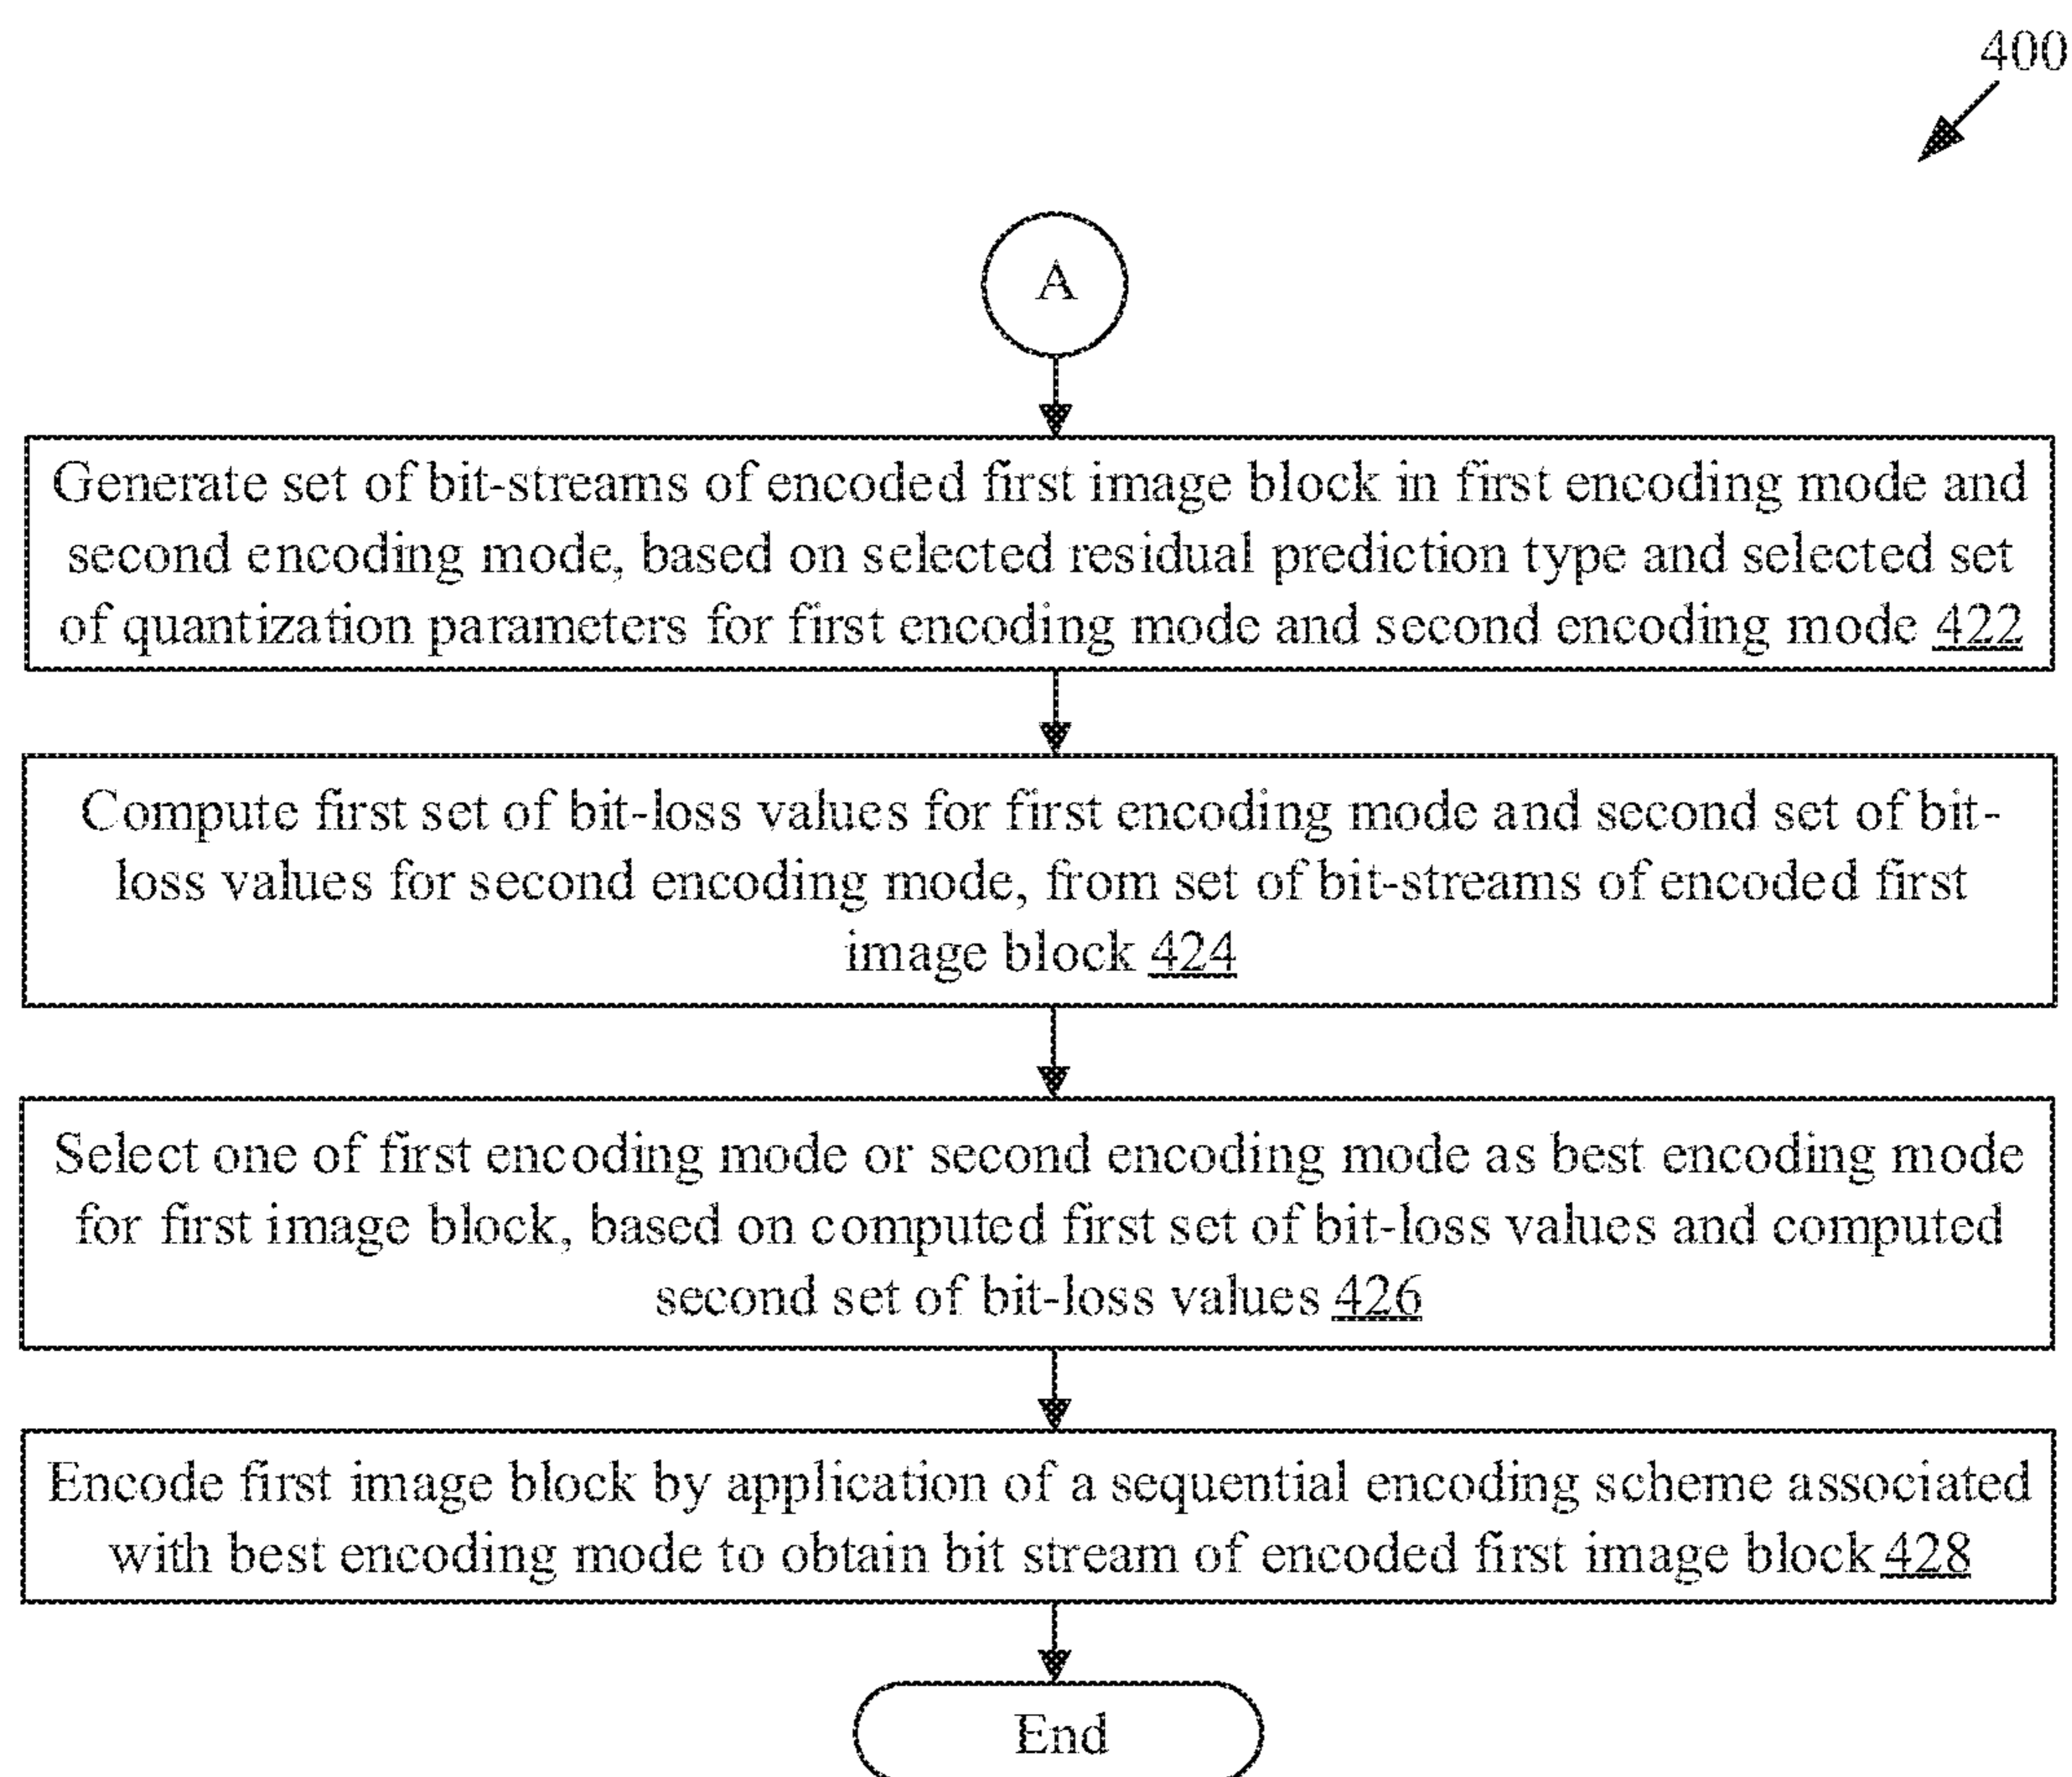 400
A
Generate set of bit-streams of encoded first image block in first encoding mode and
second encoding mode, based on selected residual prediction type and selected set
of quantization parameters for first encoding mode and second encoding mode 422
Compute first set of bit-loss values for first encoding mode and second set of bit-
loss values for second encoding mode, from set of bit-streams of encoded first
image block 424
Select one of first encoding mode or second encoding mode as best encoding mode
for first image block, based on computed first set of bit-loss values and computed
second set of bit-loss values 426
Encode first image block by application of a sequential encoding scheme associated
with best encoding mode to obtain bit stream of encoded first image block 428
End